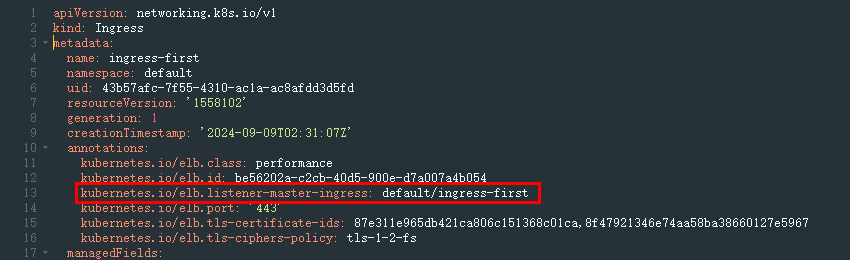 1 apiVersion: networking.k8s.io/v1
2 kind: Ingress
3 metadata:
4 name: ingress-first
5 namespace: default
6 uid: 43b57afc-7f55-4310-ac1a-ac8afdd3d5fd
7 resourceVersion: '1558102'
8 generation: 1
9 creationTimestamp: '2024-09-09T02:31:07Z'
10 annotations:
11 kubernetes.io/elb.class: performance
12 kubernetes.io/elb.id: be56202a-c2cb-40d5-900e-d7a007a4b054
13 kubernetes.io/elb.listener-master-ingress: default/ingress-first
14 kubernetes.io/elb.port: '443'
15 kubernetes.io/elb.tls-certificate-ids: 87e311e965db421ca806c151368c01ca,8f47921346e74aa58ba38660127e5967
16 kubernetes.io/elb.tls-ciphers-policy: tls-1-2-fs
17 managedFields: